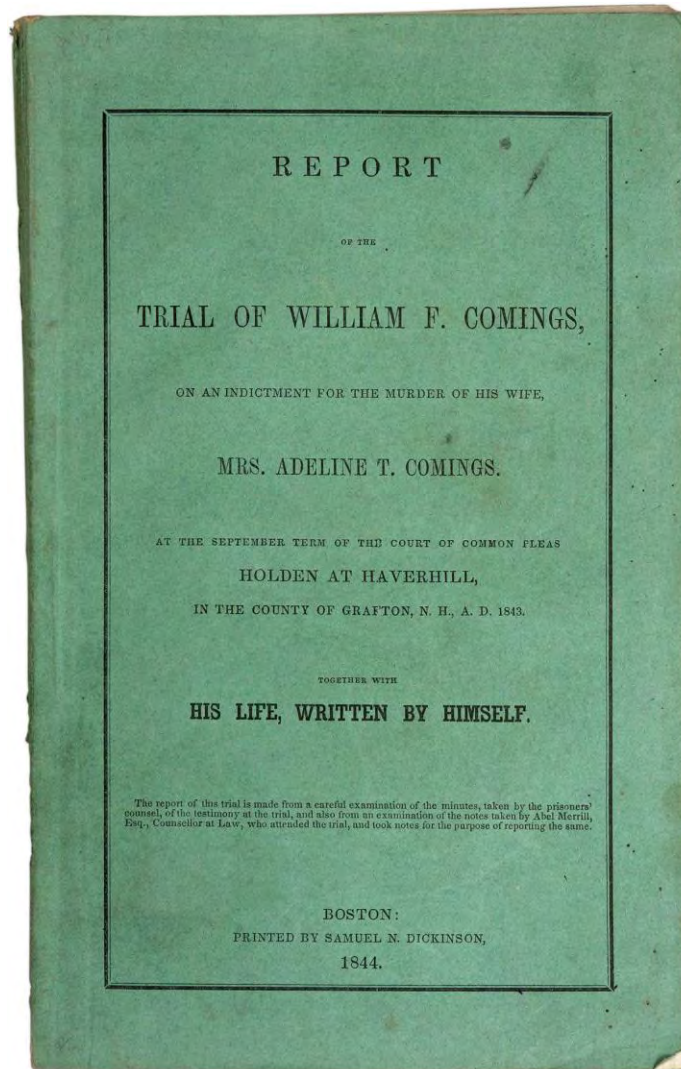 REPORT
OF THE
TRIAL OF WILLIAM F. COMINGS,
ON AN INDICTMENT FOR THE MURDER OF HIS WIFE,
MRS. ADELINE T. COMINGS.
AT THE SEPTEMBER TERM OF THE COURT OF COMMON PLEAS
HOLDEN AT HAVERHILL,
IN THE COUNTY OF GRAFTON, N. H., A. D. 1843.
TOGETHER WITH
HIS LIFE, WRITTEN BY HIMSELF.
The report of this trial is made from a careful examination of the minutes, taken by the prisoners'
counsel, of the testimony at the trial, and also from an examination of the notes taken by Abel Merrill,
Esq., Counsellor at Law, who attended the trial, and took notes for the purpose of reporting the same.
BOSTON:
PRINTED BY SAMUEL N. DICKINSON,
1844.